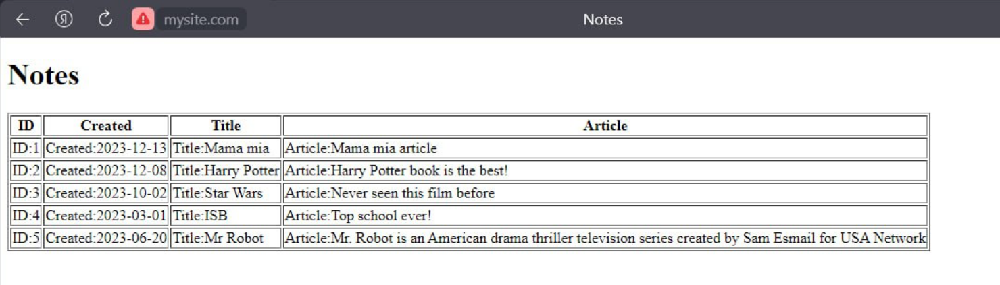 mysite.com Notes
Notes
ID Created Title Article
ID:1 Created:2023-12-13 Title:Mama mia Article:Mama mia article
ID:2 Created:2023-12-08 Title:Harry Potter Article:Harry Potter book is the best!
ID:3 Created:2023-10-02 Title:Star Wars Article:Never seen this film before
ID:4 Created:2023-03-01 Title:ISB Article:Top school ever!
ID:5 Created:2023-06-20 Title:Mr Robot Article:Mr. Robot is an American drama thriller television series created by Sam Esmail for USA Network